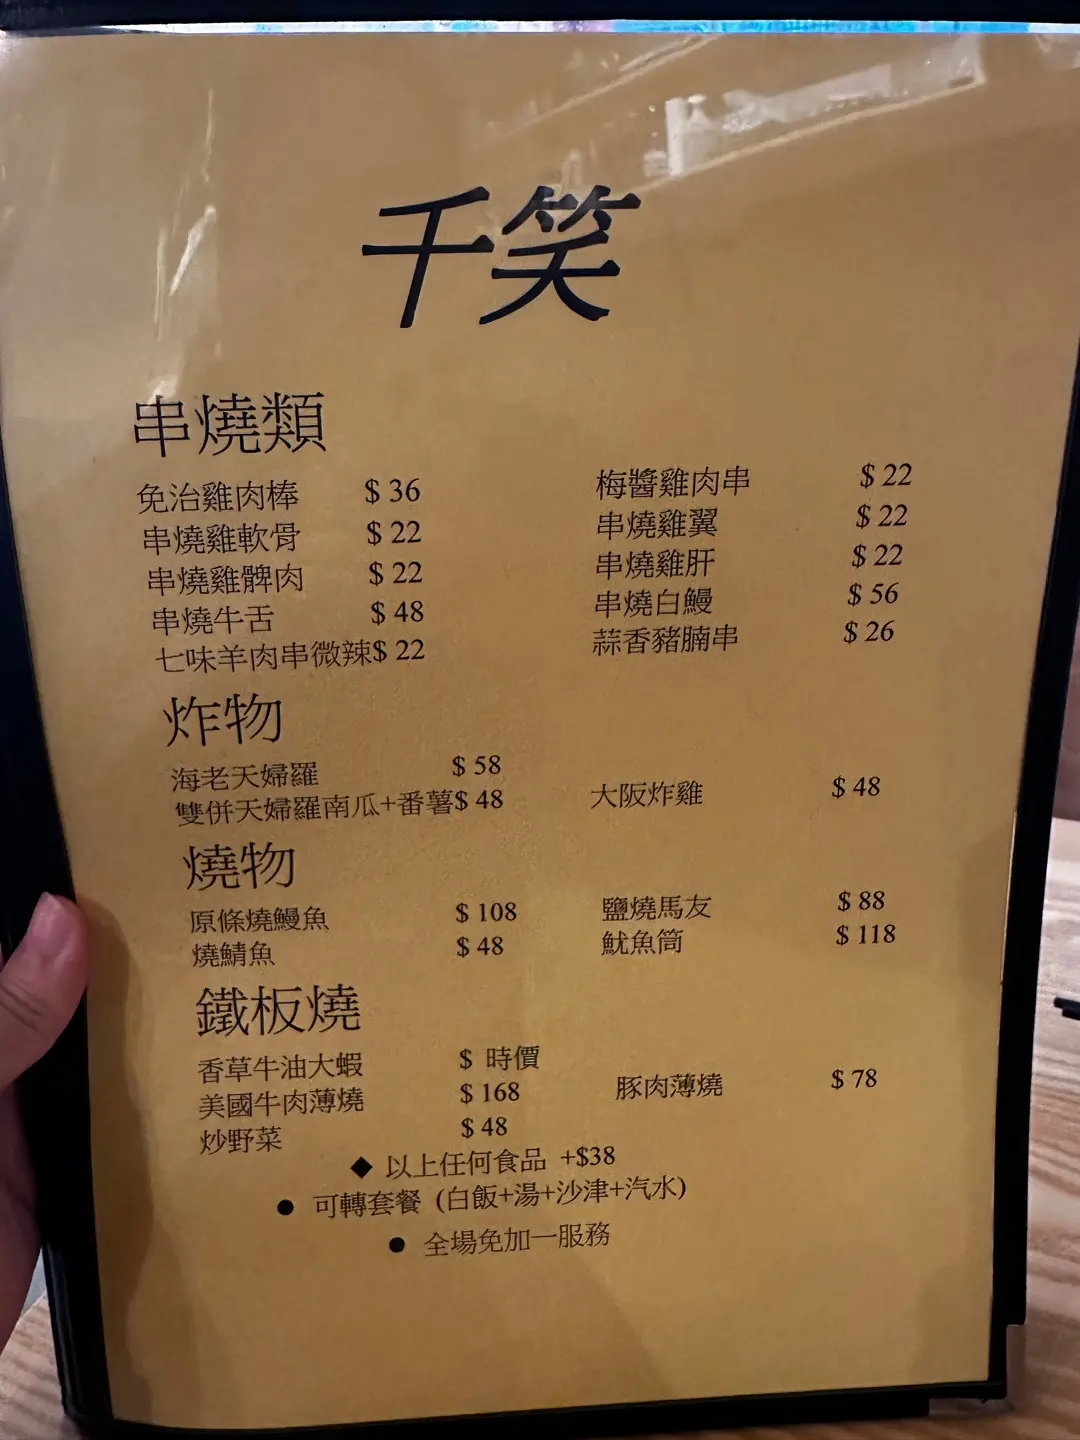 千笑
串燒類
免治雞肉棒 $ 36 梅醬雞肉串 $ 22
串燒雞軟骨 $ 22 串燒雞翼 $ 22
串燒雞髀肉 $ 22 串燒雞肝 $ 22
串燒牛舌 $ 48 串燒白鰻 $ 56
七味羊肉串微辣$ 22 蒜香豬腩串 $ 26
炸物
海老天婦羅 $ 58
雙併天婦羅南瓜+番薯$ 48 大阪炸雞 $ 48
燒物
原條燒鰻魚 $ 108 鹽燒馬友 $ 88
燒鯖魚 $ 48 魷魚筒 $ 118
鐵板燒
香草牛油大蝦 $ 時價
美國牛肉薄燒 $ 168 豚肉薄燒 $ 78
炒野菜 $ 48
◆ 以上任何食品 +$38
● 可轉套餐 (白飯+湯+沙津+汽水)
● 全場免加一服務